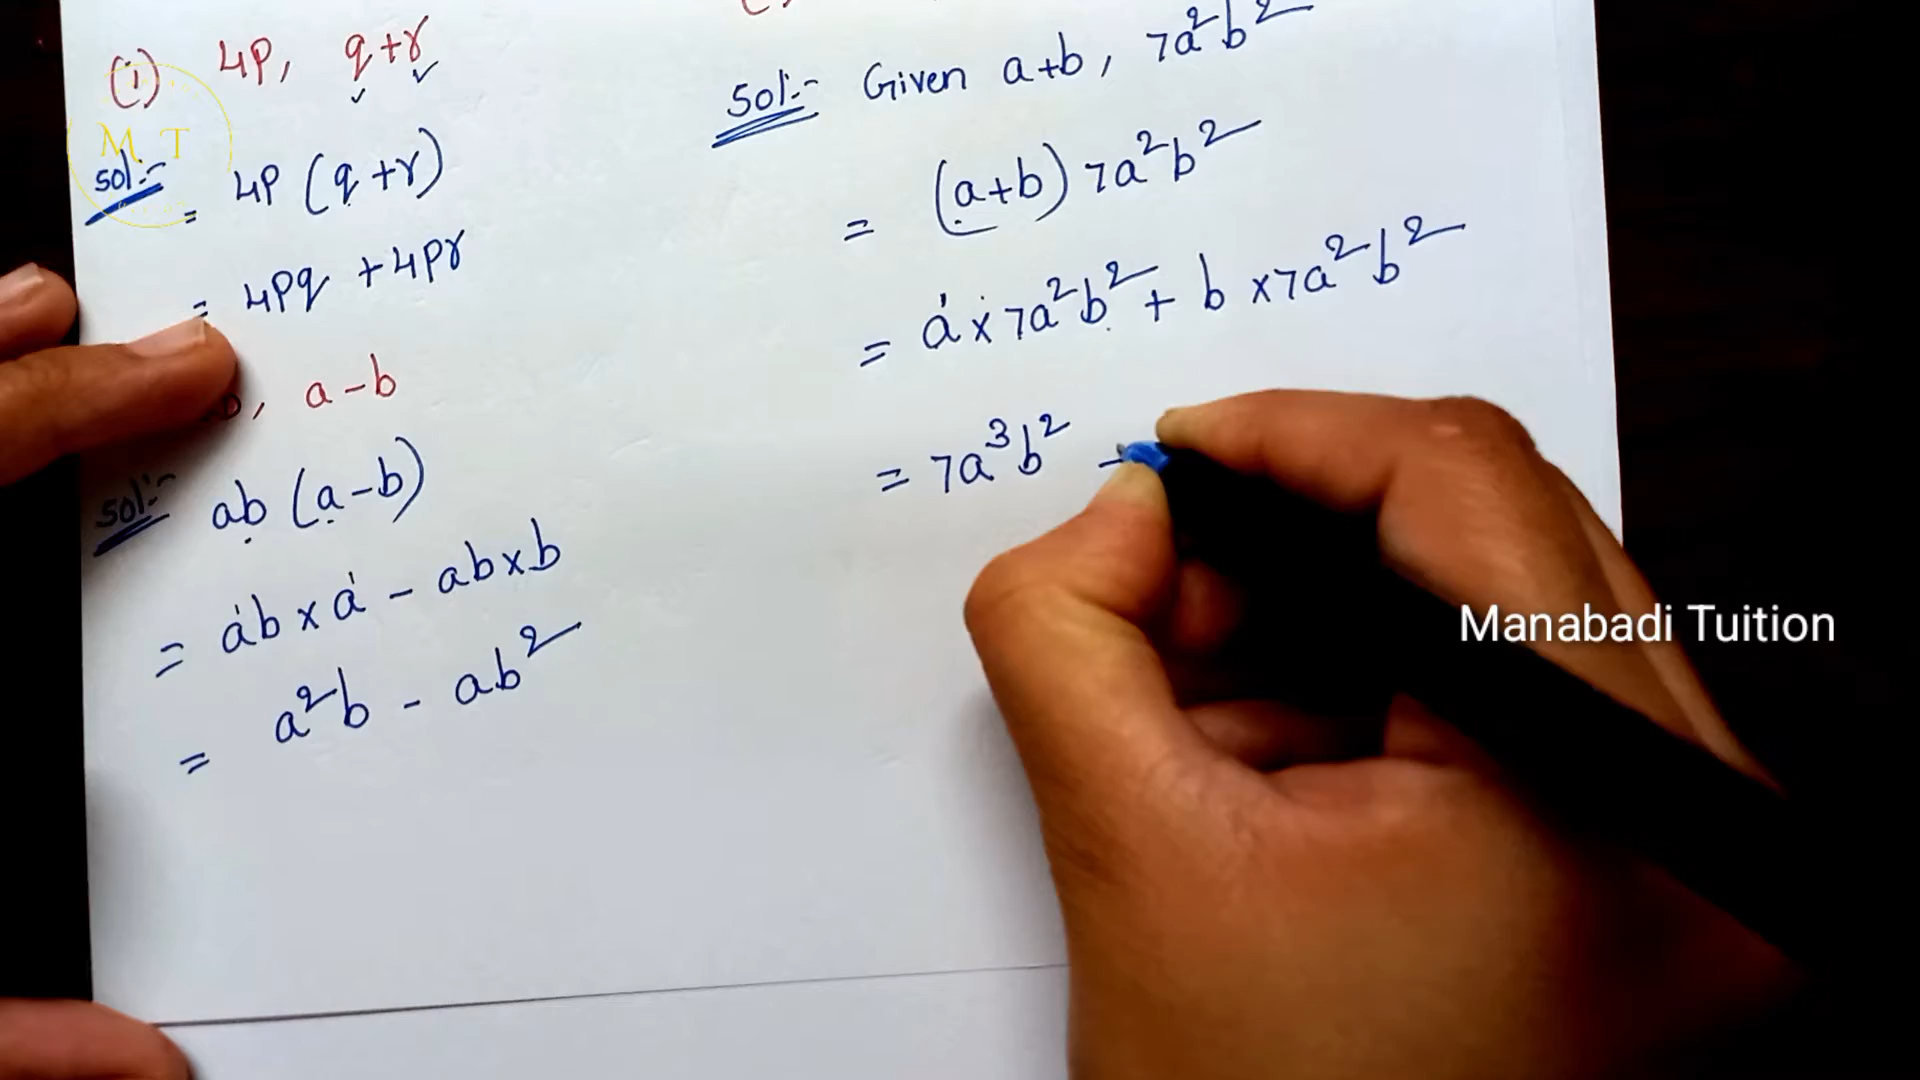 (i) 4p, q+r
M T
Sol:- = 4p (q+r)
= 4pq + 4pr
, a-b
Sol:- ab (a-b)
= ab × a - ab × b
= a²b - ab²
Sol:- Given a+b, 7a²b²
= (a+b) 7a²b²
= a × 7a²b² + b × 7a²b²
= 7a³b² -
Manabadi Tuition